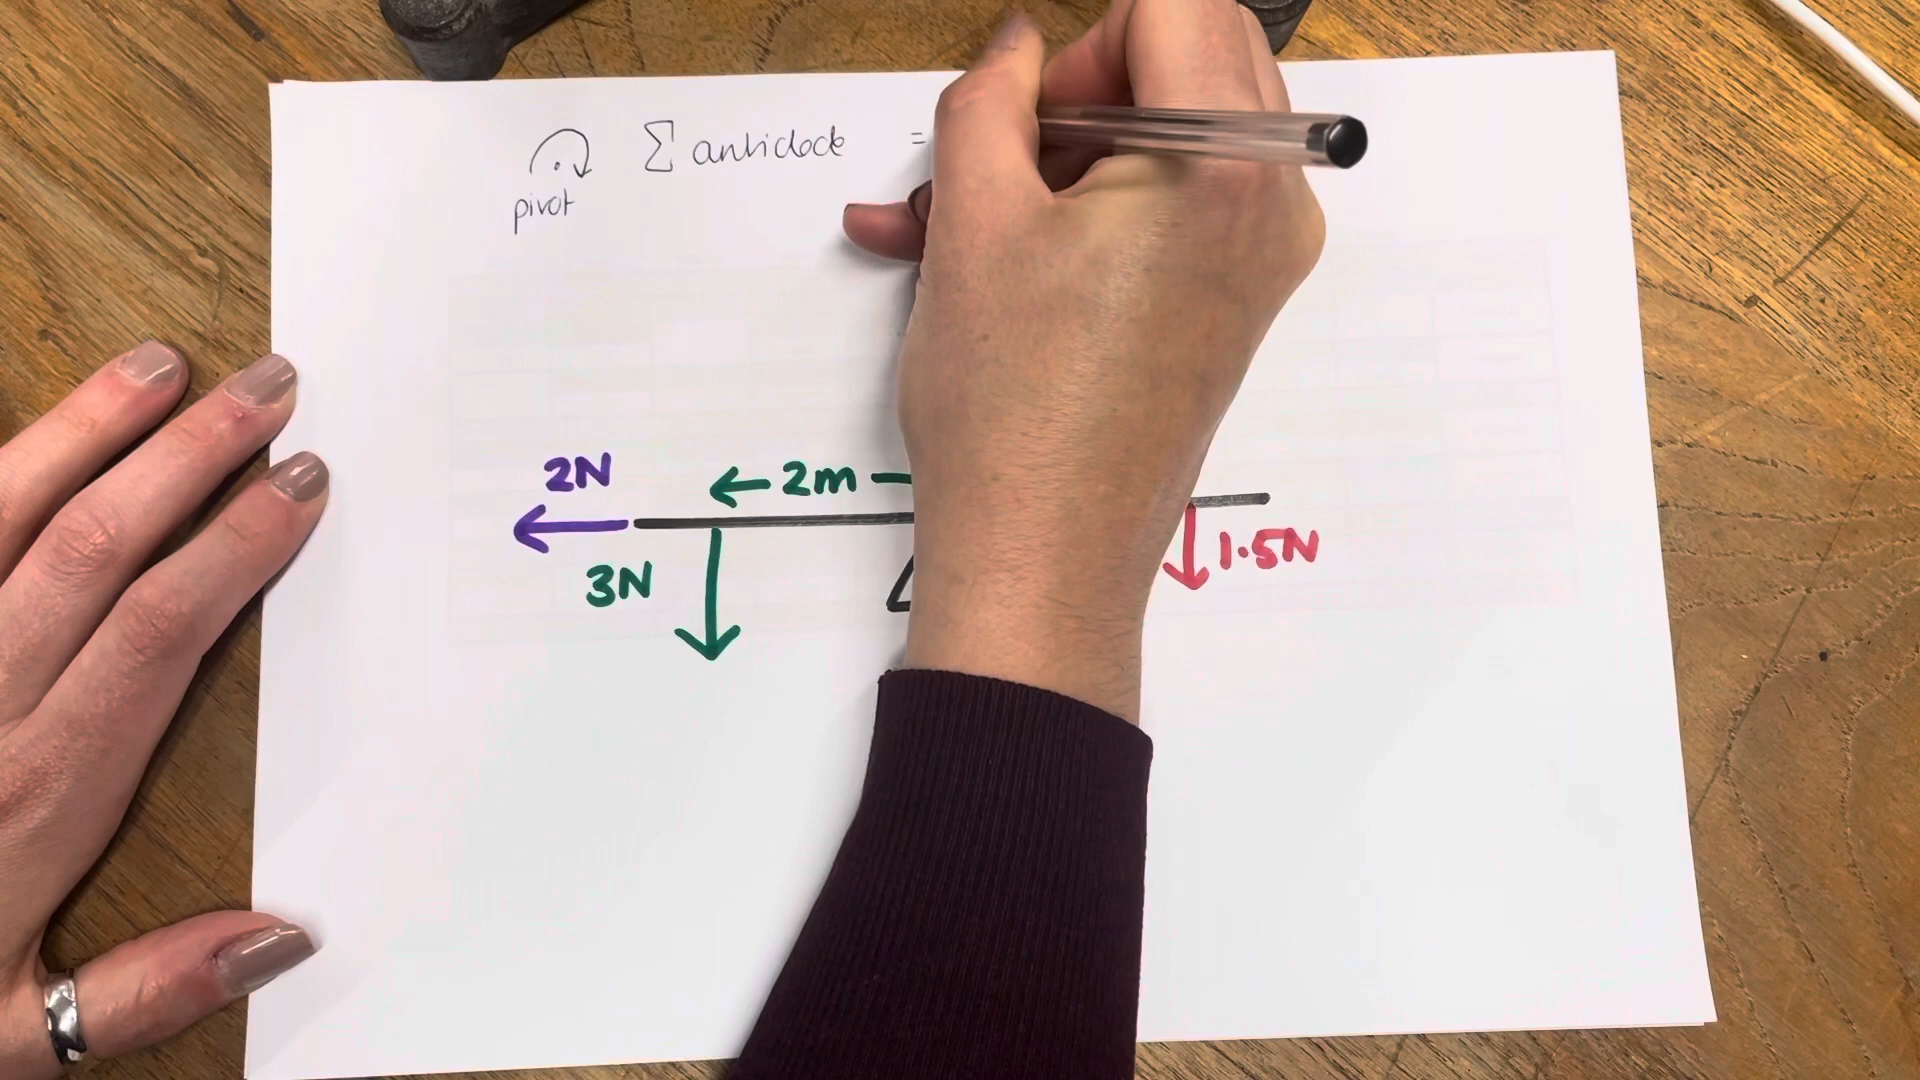 Σ anticlock =
pivot
2N
2m
3N
1.5N